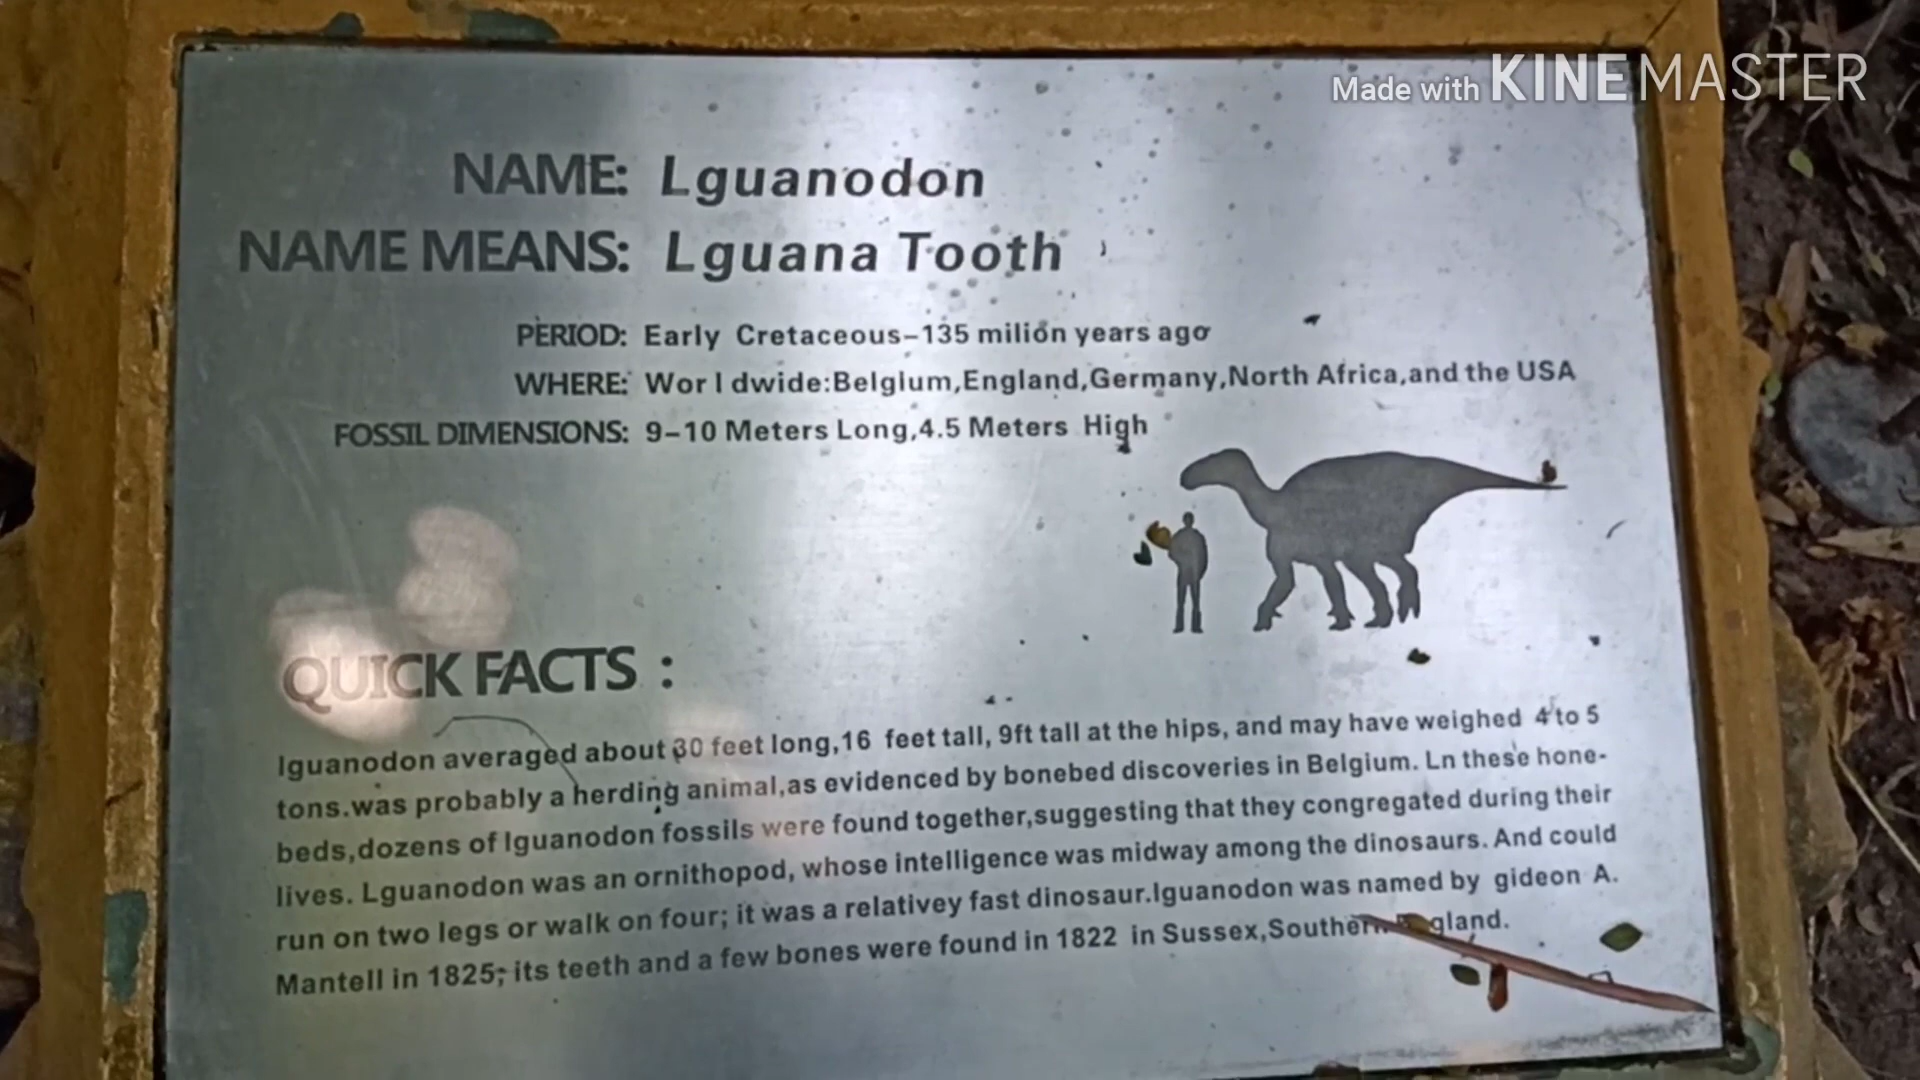 Made with KINEMASTER
NAME: Lguanodon
NAME MEANS: Lguana Tooth
PERIOD: Early Cretaceous-135 milion years ago
WHERE: Wor l dwide:Belgium,England,Germany,North Africa,and the USA
FOSSIL DIMENSIONS: 9-10 Meters Long,4.5 Meters High
QUICK FACTS :
Iguanodon averaged about 30 feet long,16 feet tall, 9ft tall at the hips, and may have weighed 4 to 5
tons.was probably a herding animal,as evidenced by bonebed discoveries in Belgium. Ln these hone-
beds,dozens of Iguanodon fossils were found together,suggesting that they congregated during their
lives. Lguanodon was an ornithopod, whose intelligence was midway among the dinosaurs. And could
run on two legs or walk on four; it was a relativey fast dinosaur.Iguanodon was named by gideon A.
Mantell in 1825; its teeth and a few bones were found in 1822 in Sussex,Southern England.